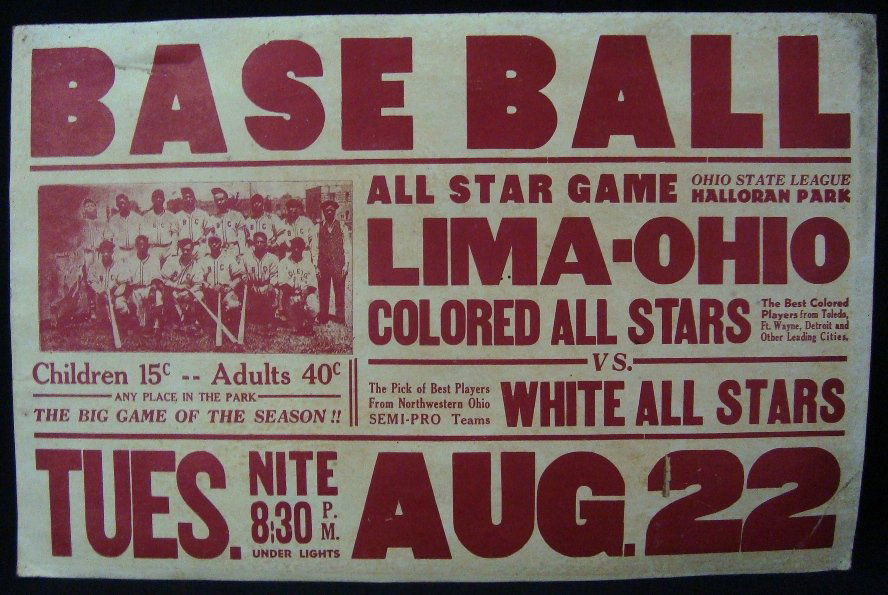 BASE BALL
ALL STAR GAME
OHIO STATE LEAGUE
HALLORAN PARK
LIMA-OHIO
COLORED ALL STARS
The Best Colored
Players from Toledo,
Ft. Wayne, Detroit and
Other Leading Cities.
VS.
The Pick of Best Players
From Northwestern Ohio
SEMI-PRO Teams
WHITE ALL STARS
Children 15c -- Adults 40c
ANY PLACE IN THE PARK
THE BIG GAME OF THE SEASON!!
TUES.
NITE
8:30 P.M.
UNDER LIGHTS
AUG. 22